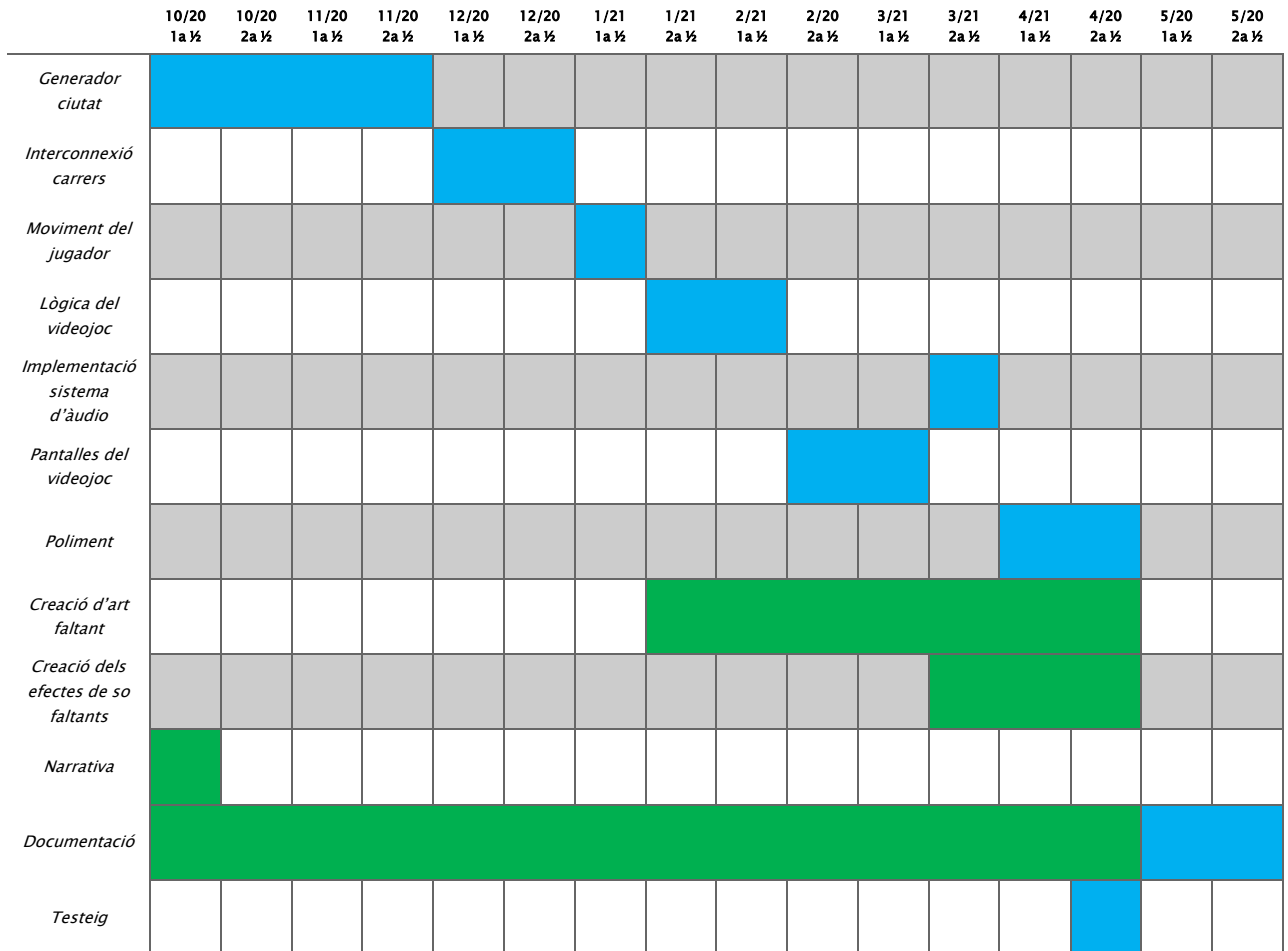 10/20 10/20 11/20 11/20 12/20 12/20 1/21 1/21 2/21 2/20 3/21 3/21 4/21 4/20 5/20 5/20
1a ½ 2a ½ 1a ½ 2a ½ 1a ½ 2a ½ 1a ½ 2a ½ 1a ½ 2a ½ 1a ½ 2a ½ 1a ½ 2a ½ 1a ½ 2a ½
Generador
ciutat
Interconnexió
carrers
Moviment del
jugador
Lògica del
videojoc
Implementació
sistema
d’àudio
Pantalles del
videojoc
Poliment
Creació d’art
faltant
Creació dels
efectes de so
faltants
Narrativa
Documentació
Testeig